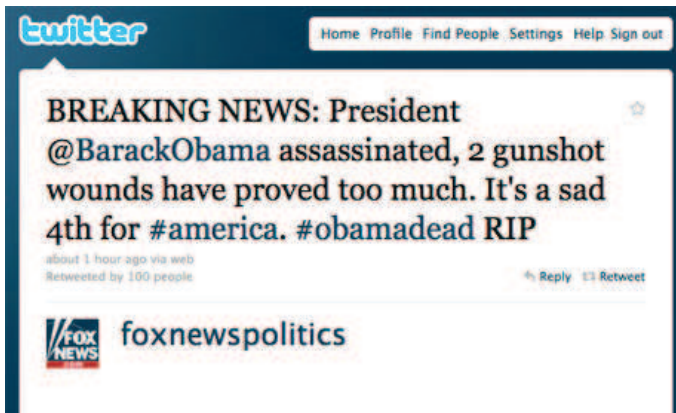 twitter
Home Profile Find People Settings Help Sign out
BREAKING NEWS: President
@BarackObama assassinated, 2 gunshot
wounds have proved too much. It's a sad
4th for #america. #obamadead RIP
about 1 hour ago via web
Retweeted by 100 people
Reply Retweet
FOX
NEWS
.com
foxnewspolitics